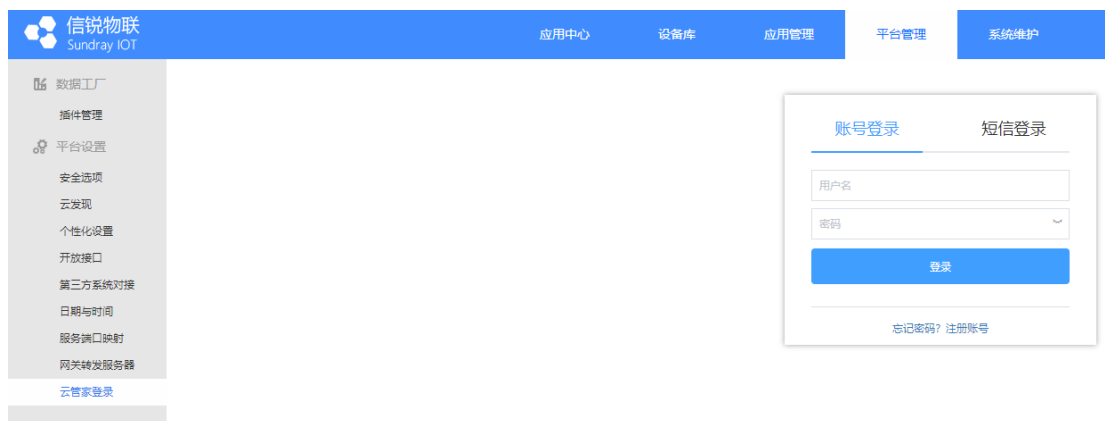 信锐物联
Sundray IOT
应用中心 设备库 应用管理 平台管理 系统维护
数据工厂
插件管理
平台设置
安全选项
云发现
个性化设置
开放接口
第三方系统对接
日期与时间
服务端口映射
网关转发服务器
云管家登录
账号登录 短信登录
用户名
密码
登录
忘记密码? 注册账号